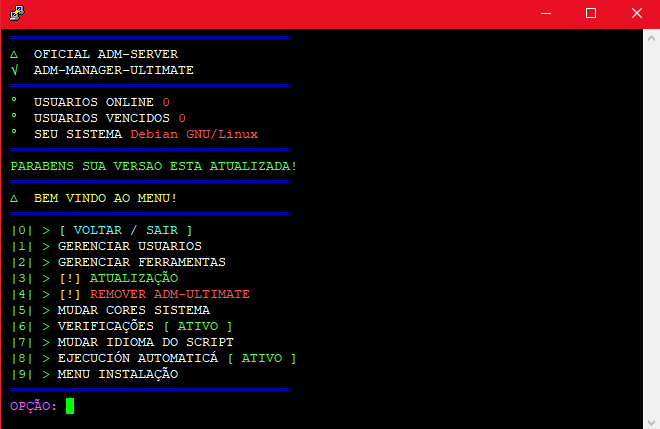 ∆ OFICIAL ADM-SERVER
√ ADM-MANAGER-ULTIMATE
° USUARIOS ONLINE 0
° USUARIOS VENCIDOS 0
° SEU SISTEMA Debian GNU/Linux
PARABENS SUA VERSAO ESTA ATUALIZADA!
∆ BEM VINDO AO MENU!
|0| > [ VOLTAR / SAIR ]
|1| > GERENCIAR USUARIOS
|2| > GERENCIAR FERRAMENTAS
|3| > [!] ATUALIZAÇÃO
|4| > [!] REMOVER ADM-ULTIMATE
|5| > MUDAR CORES SISTEMA
|6| > VERIFICAÇÕES [ ATIVO ]
|7| > MUDAR IDIOMA DO SCRIPT
|8| > EJECUCIÓN AUTOMATICÁ [ ATIVO ]
|9| > MENU INSTALAÇÃO
OPÇÃO: